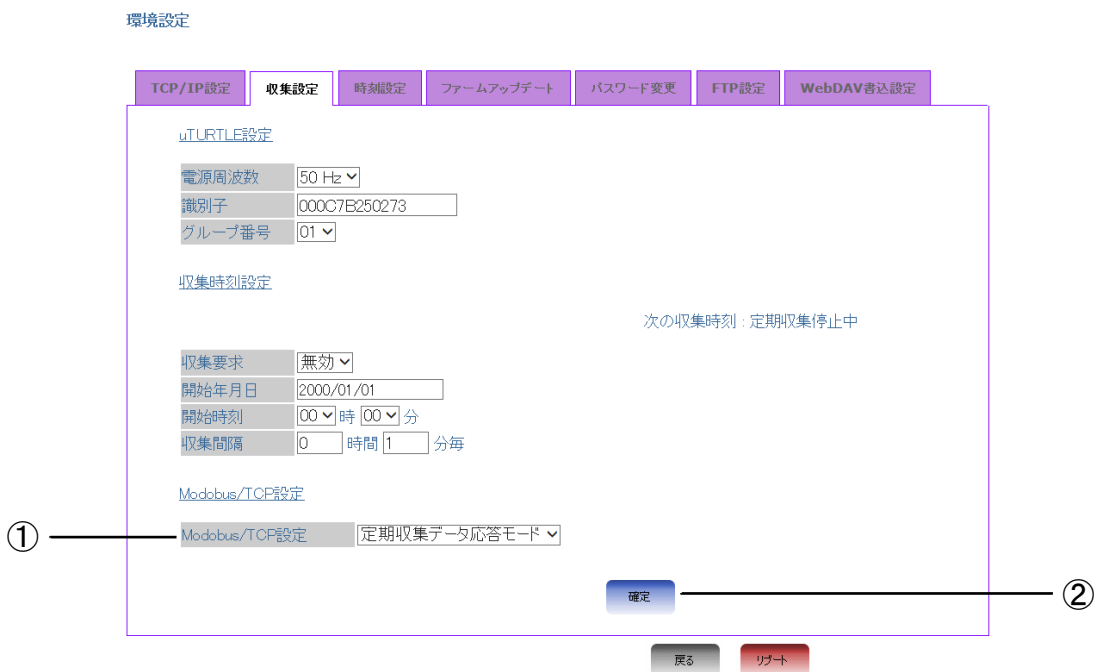 環境設定
TCP/IP設定 収集設定 時刻設定 ファームアップデート パスワード変更 FTP設定 WebDAV書込設定
uTURTLE設定
電源周波数 50 Hz
識別子 000C7B250273
グループ番号 01
収集時刻設定
次の収集時刻 : 定期収集停止中
収集要求 無効
開始年月日 2000/01/01
開始時刻 00 時 00 分
収集間隔 0 時間 1 分毎
Modobus/TCP設定
① Modobus/TCP設定 定期収集データ応答モード
確定 ②
戻る リブート